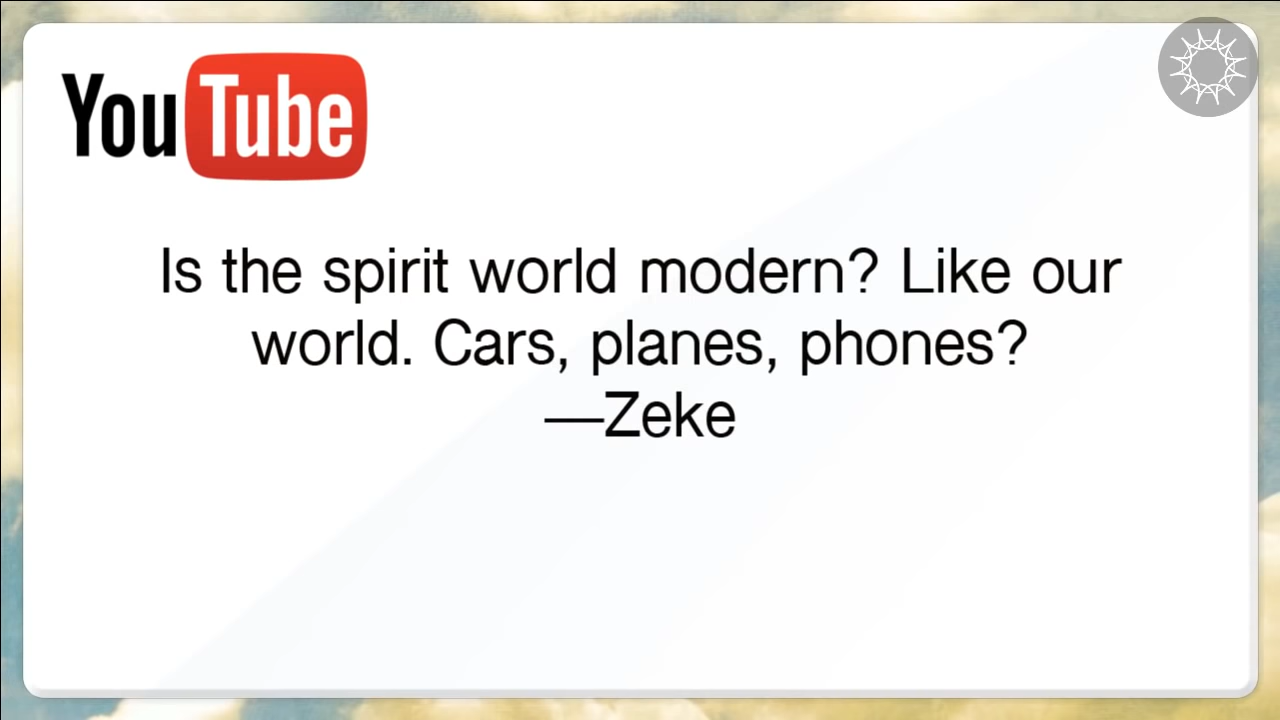 YouTube
Is the spirit world modern? Like our
world. Cars, planes, phones?
—Zeke